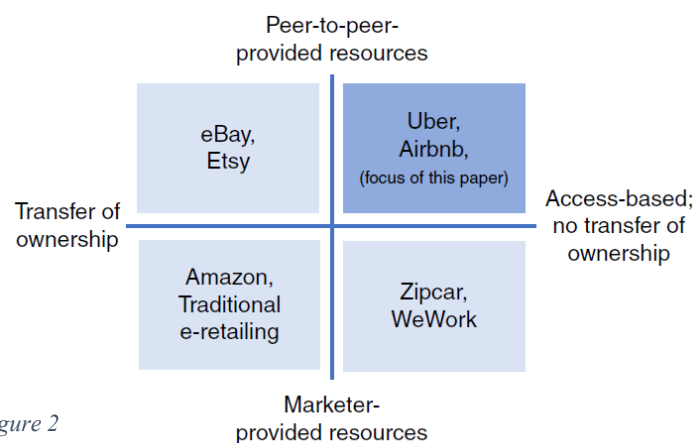 Peer-to-peer-
provided resources
eBay,
Etsy
Uber,
Airbnb,
(focus of this paper)
Transfer of
ownership
Access-based;
no transfer of
ownership
Amazon,
Traditional
e-retailing
Zipcar,
WeWork
Marketer-
provided resources
gure 2